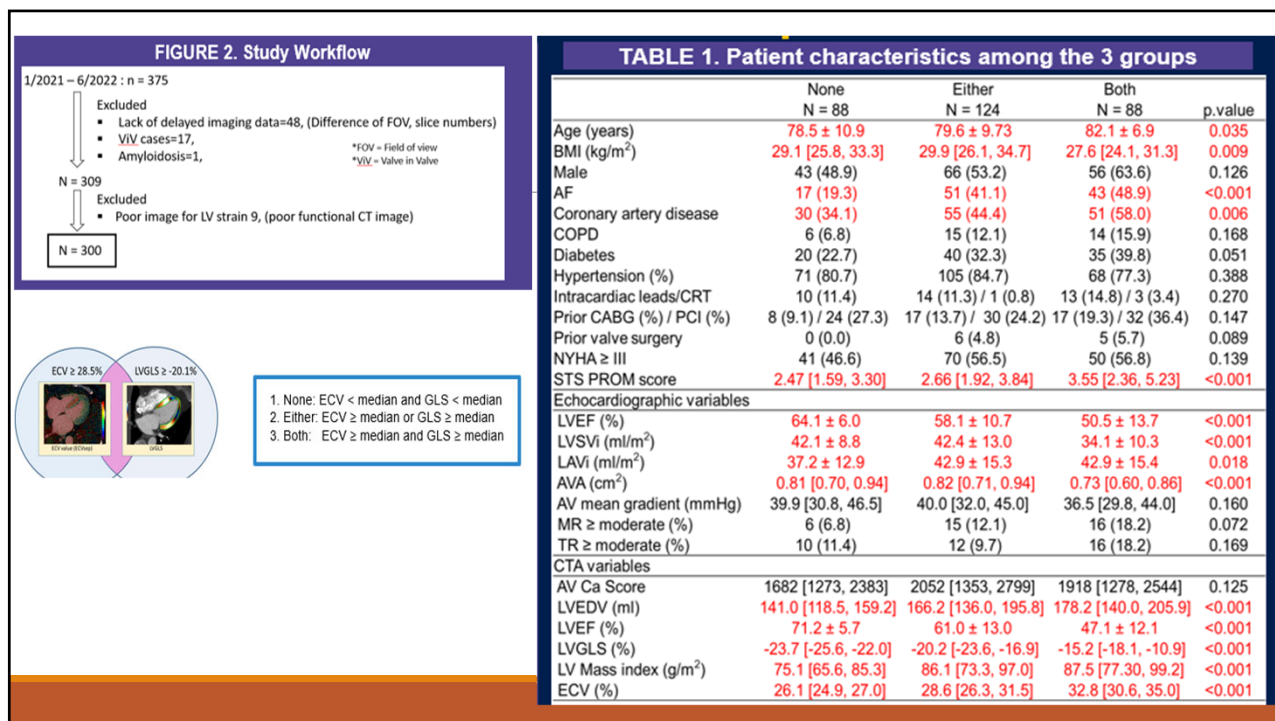 FIGURE 2. Study Workflow
1/2021 – 6/2022 : n = 375
Excluded
▪ Lack of delayed imaging data=48, (Difference of FOV, slice numbers)
▪ ViV cases=17,
▪ Amyloidosis=1,
*FOV = Field of view
*ViV = Valve in Valve
N = 309
Excluded
▪ Poor image for LV strain 9, (poor functional CT image)
N = 300
ECV ≥ 28.5%
LVGLS ≥ -20.1%
ECV value (ECVsep)
LVGLS
1. None: ECV < median and GLS < median
2. Either: ECV ≥ median or GLS ≥ median
3. Both: ECV ≥ median and GLS ≥ median
TABLE 1. Patient characteristics among the 3 groups
None Either Both
N = 88 N = 124 N = 88 p.value
Age (years) 78.5 ± 10.9 79.6 ± 9.73 82.1 ± 6.9 0.035
BMI (kg/m²) 29.1 [25.8, 33.3] 29.9 [26.1, 34.7] 27.6 [24.1, 31.3] 0.009
Male 43 (48.9) 66 (53.2) 56 (63.6) 0.126
AF 17 (19.3) 51 (41.1) 43 (48.9) <0.001
Coronary artery disease 30 (34.1) 55 (44.4) 51 (58.0) 0.006
COPD 6 (6.8) 15 (12.1) 14 (15.9) 0.168
Diabetes 20 (22.7) 40 (32.3) 35 (39.8) 0.051
Hypertension (%) 71 (80.7) 105 (84.7) 68 (77.3) 0.388
Intracardiac leads/CRT 10 (11.4) 14 (11.3) / 1 (0.8) 13 (14.8) / 3 (3.4) 0.270
Prior CABG (%) / PCI (%) 8 (9.1) / 24 (27.3) 17 (13.7) / 30 (24.2) 17 (19.3) / 32 (36.4) 0.147
Prior valve surgery 0 (0.0) 6 (4.8) 5 (5.7) 0.089
NYHA ≥ III 41 (46.6) 70 (56.5) 50 (56.8) 0.139
STS PROM score 2.47 [1.59, 3.30] 2.66 [1.92, 3.84] 3.55 [2.36, 5.23] <0.001
Echocardiographic variables
LVEF (%) 64.1 ± 6.0 58.1 ± 10.7 50.5 ± 13.7 <0.001
LVSVi (ml/m²) 42.1 ± 8.8 42.4 ± 13.0 34.1 ± 10.3 <0.001
LAVi (ml/m²) 37.2 ± 12.9 42.9 ± 15.3 42.9 ± 15.4 0.018
AVA (cm²) 0.81 [0.70, 0.94] 0.82 [0.71, 0.94] 0.73 [0.60, 0.86] <0.001
AV mean gradient (mmHg) 39.9 [30.8, 46.5] 40.0 [32.0, 45.0] 36.5 [29.8, 44.0] 0.160
MR ≥ moderate (%) 6 (6.8) 15 (12.1) 16 (18.2) 0.072
TR ≥ moderate (%) 10 (11.4) 12 (9.7) 16 (18.2) 0.169
CTA variables
AV Ca Score 1682 [1273, 2383] 2052 [1353, 2799] 1918 [1278, 2544] 0.125
LVEDV (ml) 141.0 [118.5, 159.2] 166.2 [136.0, 195.8] 178.2 [140.0, 205.9] <0.001
LVEF (%) 71.2 ± 5.7 61.0 ± 13.0 47.1 ± 12.1 <0.001
LVGLS (%) -23.7 [-25.6, -22.0] -20.2 [-23.6, -16.9] -15.2 [-18.1, -10.9] <0.001
LV Mass index (g/m²) 75.1 [65.6, 85.3] 86.1 [73.3, 97.0] 87.5 [77.30, 99.2] <0.001
ECV (%) 26.1 [24.9, 27.0] 28.6 [26.3, 31.5] 32.8 [30.6, 35.0] <0.001